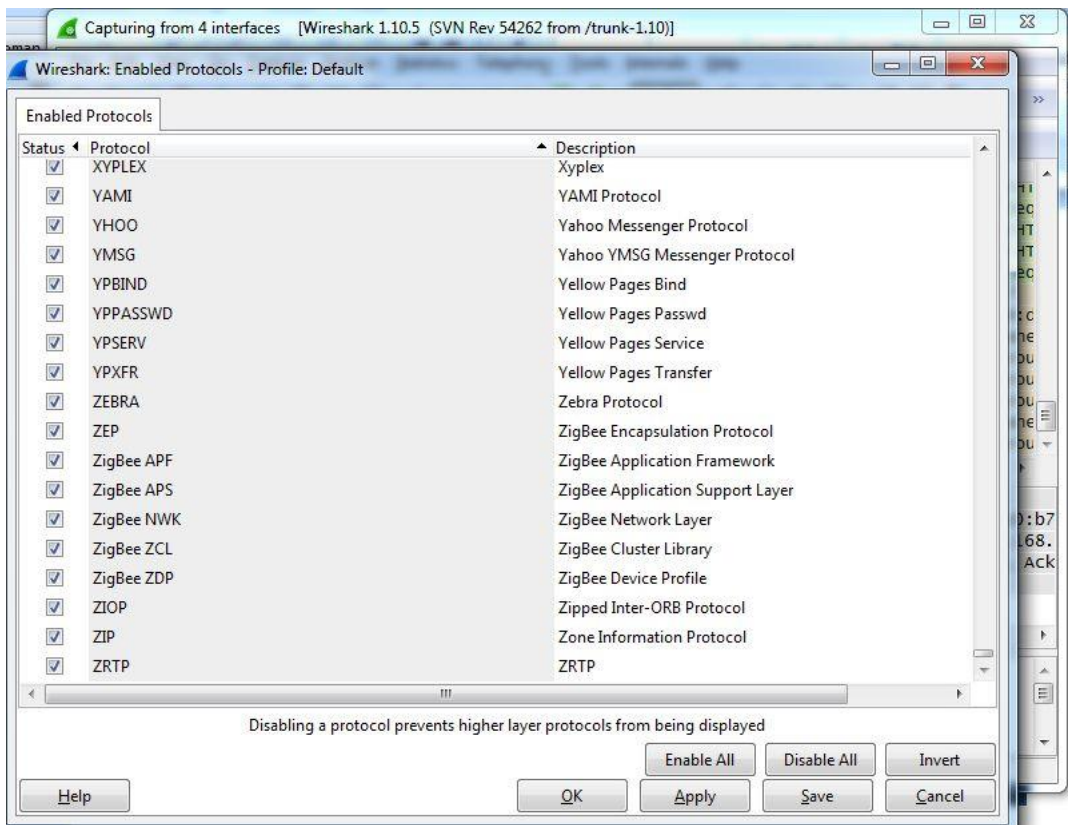 Capturing from 4 interfaces [Wireshark 1.10.5 (SVN Rev 54262 from /trunk-1.10)]
Wireshark: Enabled Protocols - Profile: Default
Enabled Protocols
Status Protocol Description
XYPLEX Xyplex
YAMI YAMI Protocol
YHOO Yahoo Messenger Protocol
YMSG Yahoo YMSG Messenger Protocol
YPBIND Yellow Pages Bind
YPPASSWD Yellow Pages Passwd
YPSERV Yellow Pages Service
YPXFR Yellow Pages Transfer
ZEBRA Zebra Protocol
ZEP ZigBee Encapsulation Protocol
ZigBee APF ZigBee Application Framework
ZigBee APS ZigBee Application Support Layer
ZigBee NWK ZigBee Network Layer
ZigBee ZCL ZigBee Cluster Library
ZigBee ZDP ZigBee Device Profile
ZIOP Zipped Inter-ORB Protocol
ZIP Zone Information Protocol
ZRTP ZRTP
0:b7
168.
Ack
Disabling a protocol prevents higher layer protocols from being displayed
Enable All Disable All Invert
Help OK Apply Save Cancel